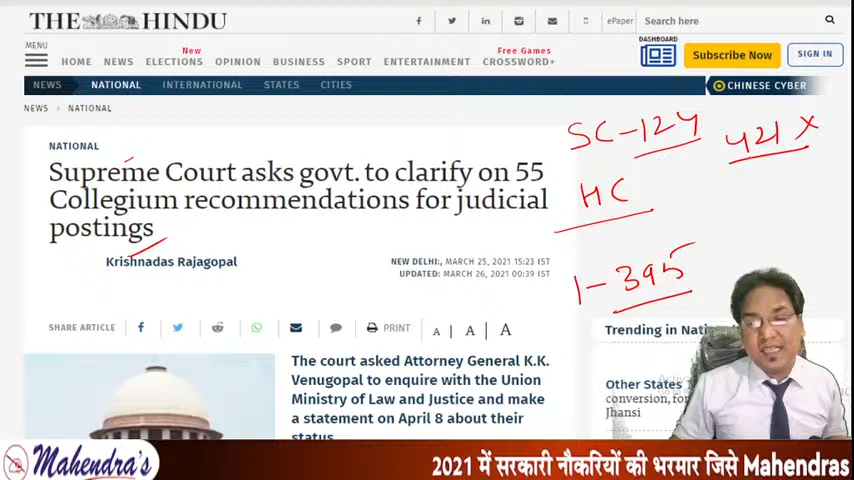 THE HINDU
ePaper
Search here
MENU
New
Free Games
DASHBOARD
HOME NEWS ELECTIONS OPINION BUSINESS SPORT ENTERTAINMENT CROSSWORD+
Subscribe Now
SIGN IN
NEWS NATIONAL INTERNATIONAL STATES CITIES
CHINESE CYBER
NEWS NATIONAL
SC-124
421 X
NATIONAL
Supreme Court asks govt. to clarify on 55
Collegium recommendations for judicial
postings
HC
Krishnadas Rajagopal
NEW DELHI:, MARCH 25, 2021 15:23 IST
UPDATED: MARCH 26, 2021 00:39 IST
1-395
SHARE ARTICLE
PRINT
A | A | A
Trending in Nati
The court asked Attorney General K.K.
Venugopal to enquire with the Union
Ministry of Law and Justice and make
a statement on April 8 about their
status
Other States
conversion, for
Jhansi
Mahendra's
2021 में सरकारी नौकरियों की भरमार जिसे Mahendras